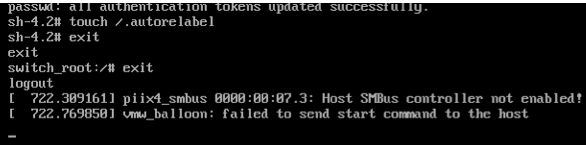 passwd: all authentication tokens updated successfully.
sh-4.2# touch /.autorelabel
sh-4.2# exit
exit
switch_root:/# exit
logout
[  722.309161] piix4_smbus 0000:00:07.3: Host SMBus controller not enabled!
[  722.769850] vmw_balloon: failed to send start command to the host